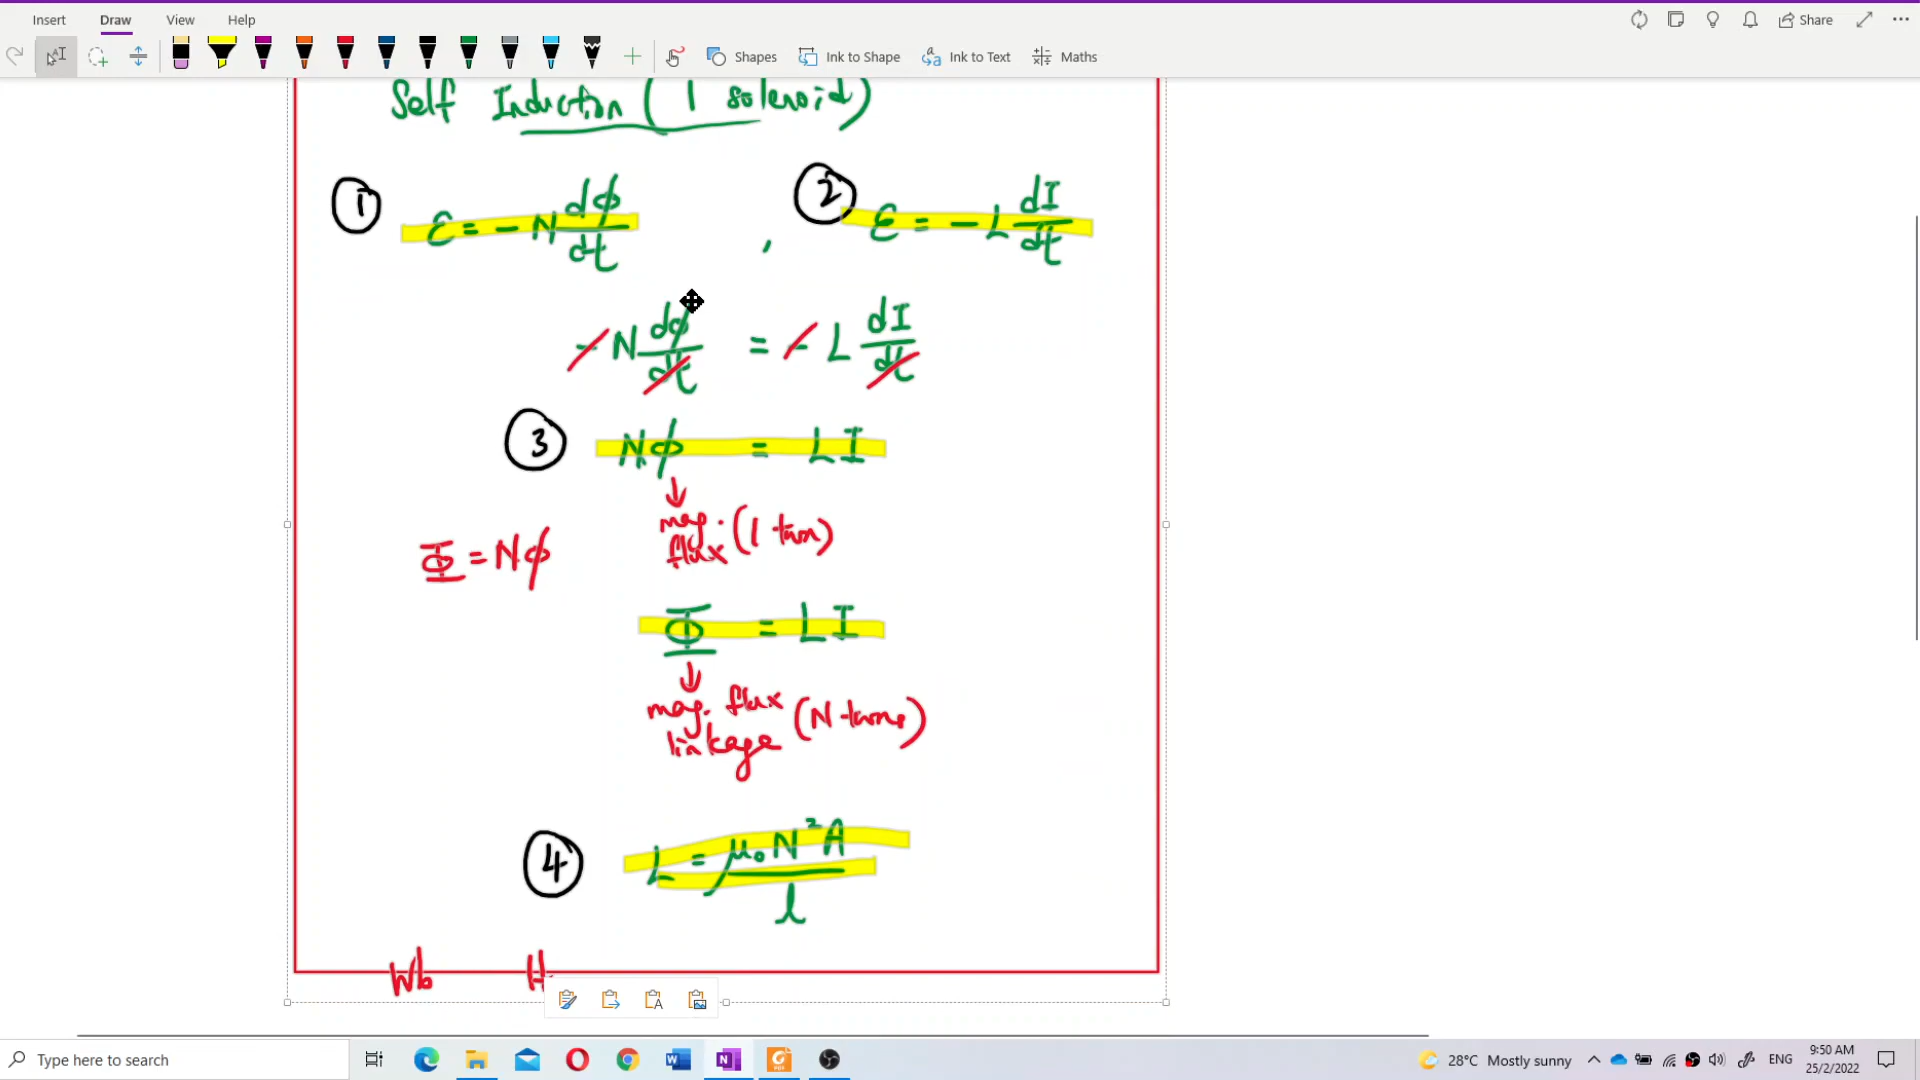 Insert Draw View Help
Share
Shapes Ink to Shape Ink to Text Maths
Self Induction (1 solenoid)
① ε = - N dφ/dt , ② ε = - L dI/dt
- N dφ/dt = - L dI/dt
③ Nφ = LI
↓
mag. flux (1 turn)
Φ = Nφ
Φ = LI
↓
mag. flux linkage (N-turns)
④ L = μ₀N²A/l
Wb H
Type here to search
28°C Mostly sunny
ENG
9:50 AM
25/2/2022